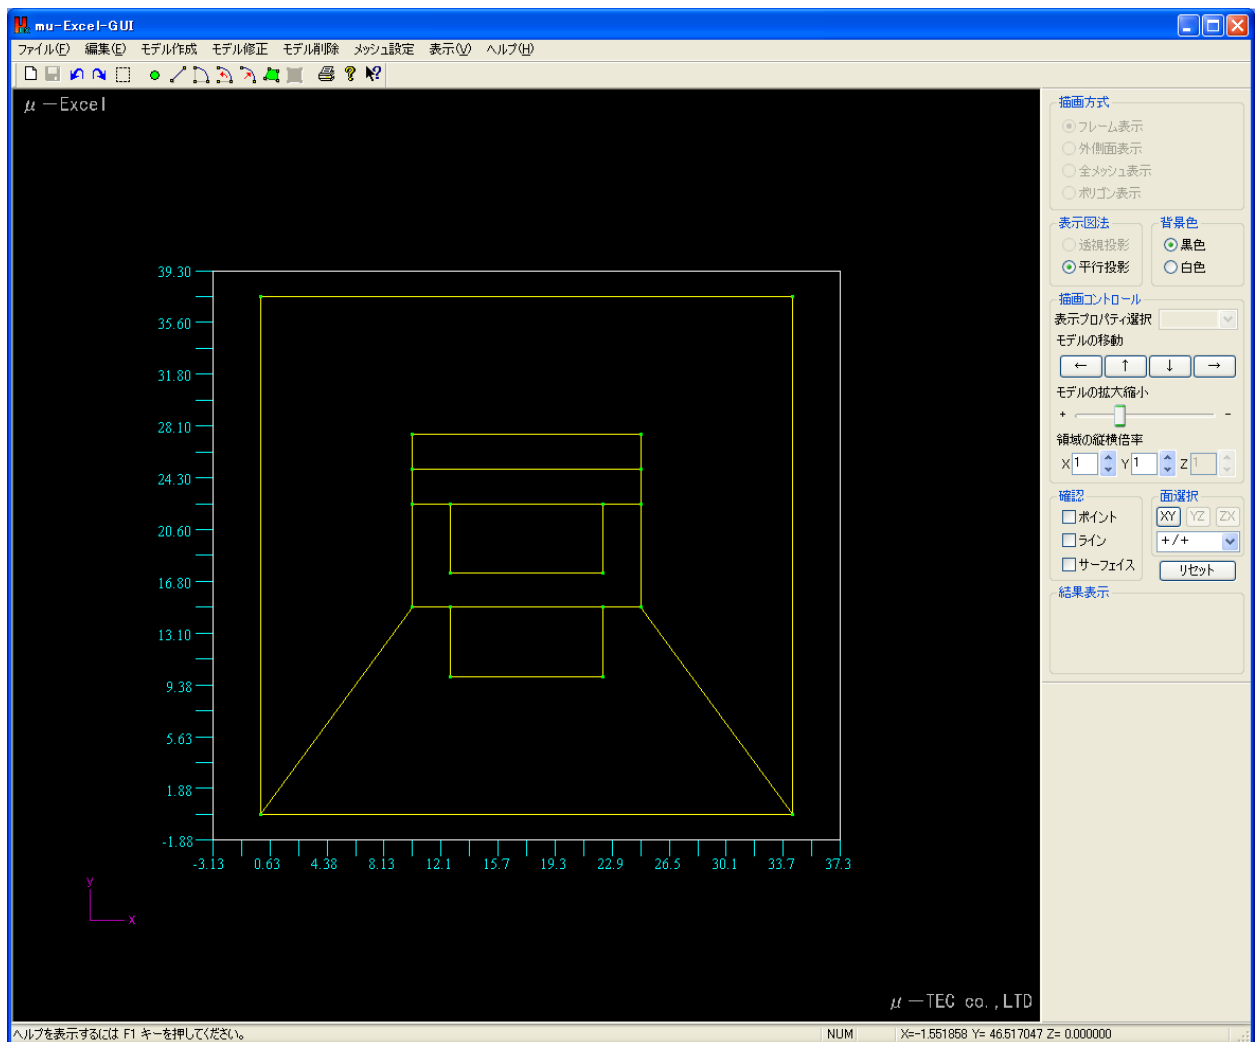 mu-Excel-GUI
ファイル(F) 編集(E) モデル作成 モデル修正 モデル削除 メッシュ設定 表示(V) ヘルプ(H)
μ－Excel
39.30
35.60
31.80
28.10
24.30
20.60
16.80
13.10
9.38
5.63
1.88
-1.88
-3.13 0.63 4.38 8.13 12.1 15.7 19.3 22.9 26.5 30.1 33.7 37.3
y
x
μ－TEC co.,LTD
描画方式
フレーム表示
外側面表示
全メッシュ表示
ポリゴン表示
表示図法
透視投影
平行投影
背景色
黒色
白色
描画コントロール
表示プロパティ選択
モデルの移動
← ↑ ↓ →
モデルの拡大縮小
+ -
領域の縦横倍率
X 1 Y 1 Z 1
確認
ポイント
ライン
サーフェイス
面選択
XY YZ ZX
+/+
リセット
結果表示
ヘルプを表示するには F1 キーを押してください。
NUM
X=-1.551858 Y= 46.517047 Z= 0.000000